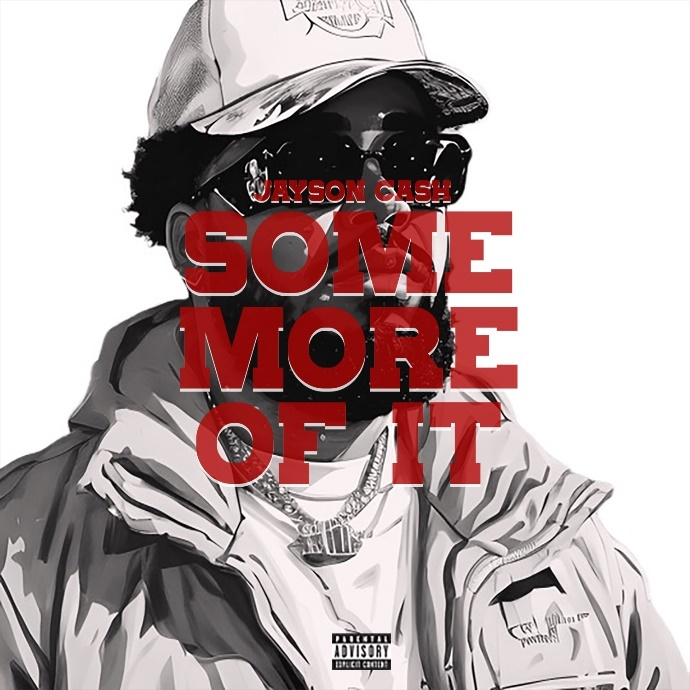 JAYSON CASH
SOME
MORE
OF IT
PARENTAL
ADVISORY
EXPLICIT CONTENT